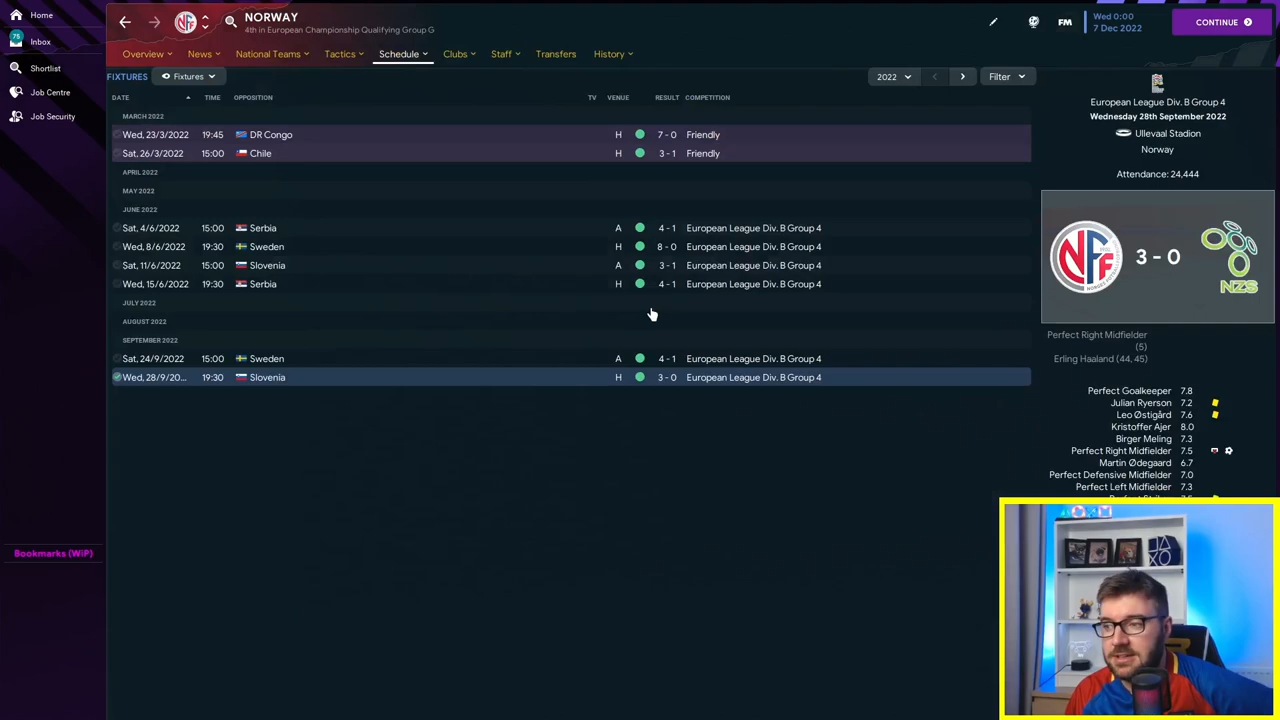 Home
NORWAY
4th in European Championship Qualifying Group G
FM
Wed 0:00
7 Dec 2022
CONTINUE
75
Inbox
Shortlist
Job Centre
Job Security
Bookmarks (WiP)
Overview
News
National Teams
Tactics
Schedule
Clubs
Staff
Transfers
History
FIXTURES
Fixtures
2022
Filter
DATE TIME OPPOSITION TV VENUE RESULT COMPETITION
MARCH 2022
Wed, 23/3/2022 19:45 DR Congo H 7 - 0 Friendly
Sat, 26/3/2022 15:00 Chile H 3 - 1 Friendly
APRIL 2022
MAY 2022
JUNE 2022
Sat, 4/6/2022 15:00 Serbia A 4 - 1 European League Div. B Group 4
Wed, 8/6/2022 19:30 Sweden H 8 - 0 European League Div. B Group 4
Sat, 11/6/2022 15:00 Slovenia A 3 - 1 European League Div. B Group 4
Wed, 15/6/2022 19:30 Serbia H 4 - 1 European League Div. B Group 4
JULY 2022
AUGUST 2022
SEPTEMBER 2022
Sat, 24/9/2022 15:00 Sweden A 4 - 1 European League Div. B Group 4
Wed, 28/9/20... 19:30 Slovenia H 3 - 0 European League Div. B Group 4
European League Div. B Group 4
Wednesday 28th September 2022
Ullevaal Stadion
Norway
Attendance: 24,444
NFF
3 - 0
NZS
Perfect Right Midfielder
(5)
Erling Haaland (44, 45)
Perfect Goalkeeper 7.8
Julian Ryerson 7.2
Leo Østigård 7.6
Kristoffer Ajer 8.0
Birger Meling 7.3
Perfect Right Midfielder 7.5
Martin Ødegaard 6.7
Perfect Defensive Midfielder 7.0
Perfect Left Midfielder 7.3